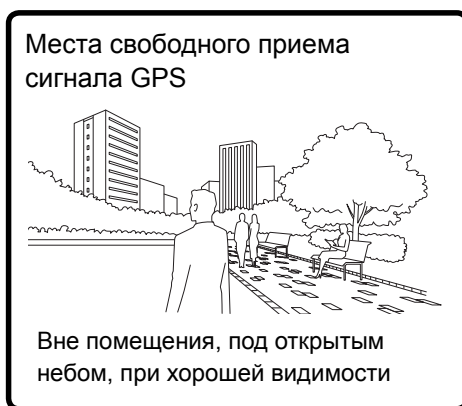 Места свободного приема
сигнала GPS
Вне помещения, под открытым
небом, при хорошей видимости